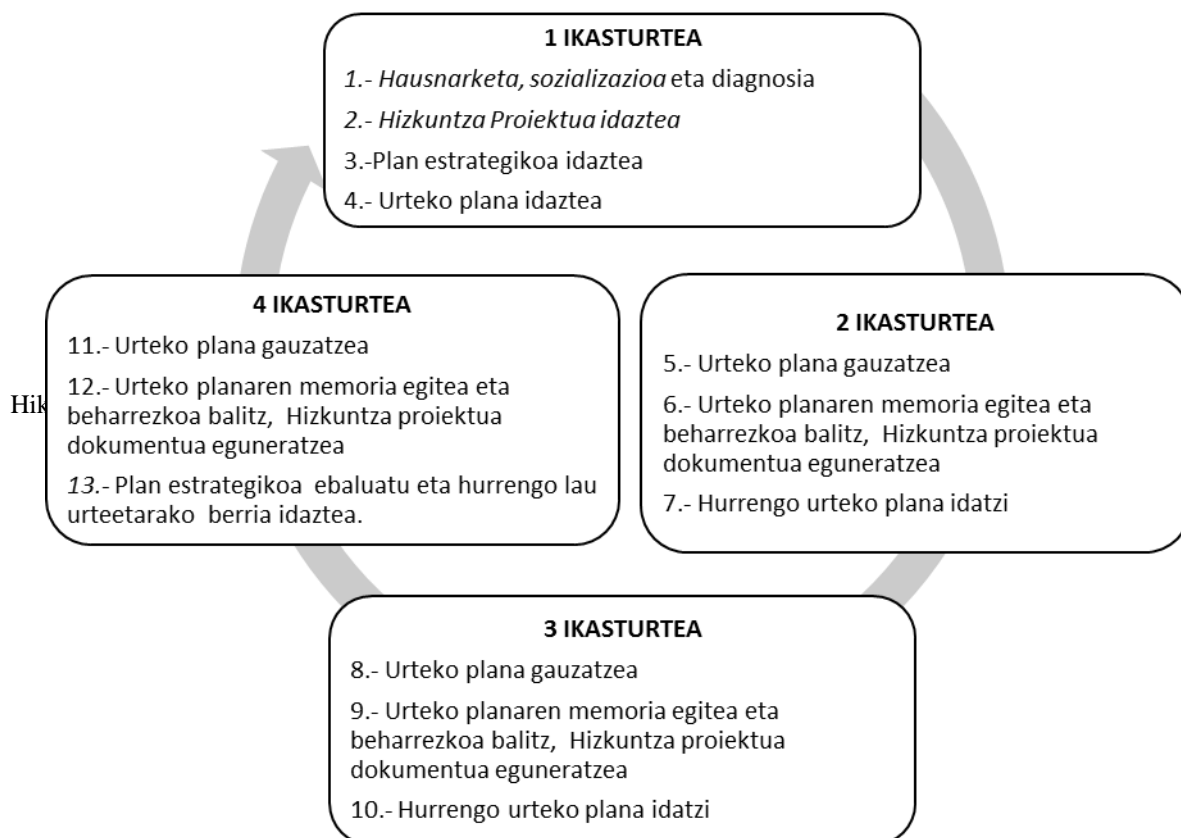 1 IKASTURTEA
1.- Hausnarketa, sozializazioa eta diagnosia
2.- Hizkuntza Proiektua idaztea
3.-Plan estrategikoa idaztea
4.- Urteko plana idaztea
4 IKASTURTEA
11.- Urteko plana gauzatzea
12.- Urteko planaren memoria egitea eta
beharrezkoa balitz, Hizkuntza proiektua
dokumentua eguneratzea
13.- Plan estrategikoa ebaluatu eta hurrengo lau
urteetarako berria idaztea.
2 IKASTURTEA
5.- Urteko plana gauzatzea
6.- Urteko planaren memoria egitea eta
beharrezkoa balitz, Hizkuntza proiektua
dokumentua eguneratzea
7.- Hurrengo urteko plana idatzi
3 IKASTURTEA
8.- Urteko plana gauzatzea
9.- Urteko planaren memoria egitea eta
beharrezkoa balitz, Hizkuntza proiektua
dokumentua eguneratzea
10.- Hurrengo urteko plana idatzi